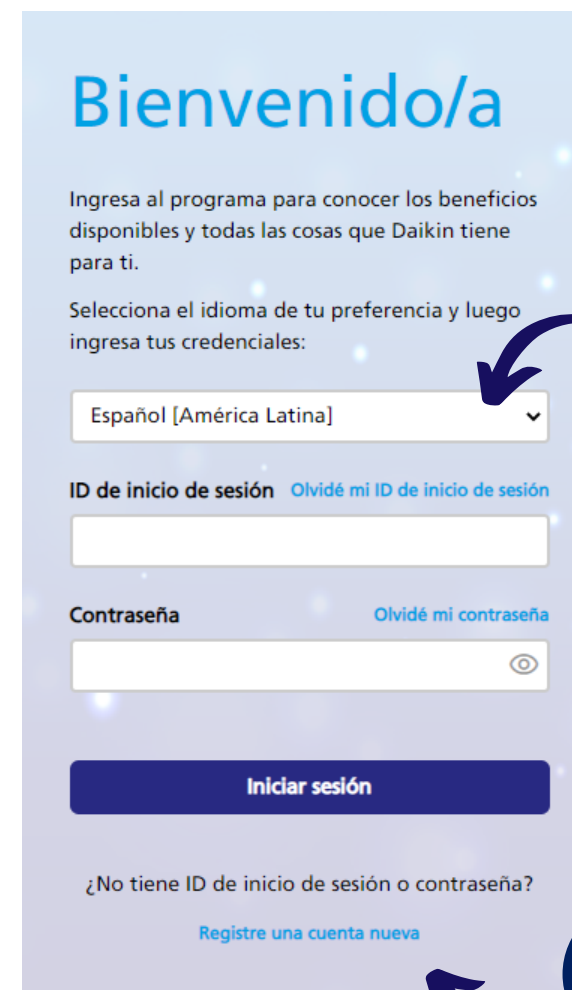 Bienvenido/a
Ingresa al programa para conocer los beneficios
disponibles y todas las cosas que Daikin tiene
para ti.
Selecciona el idioma de tu preferencia y luego
ingresa tus credenciales:
Español [América Latina]
ID de inicio de sesión Olvidé mi ID de inicio de sesión
Contraseña Olvidé mi contraseña
Iniciar sesión
¿No tiene ID de inicio de sesión o contraseña?
Registre una cuenta nueva